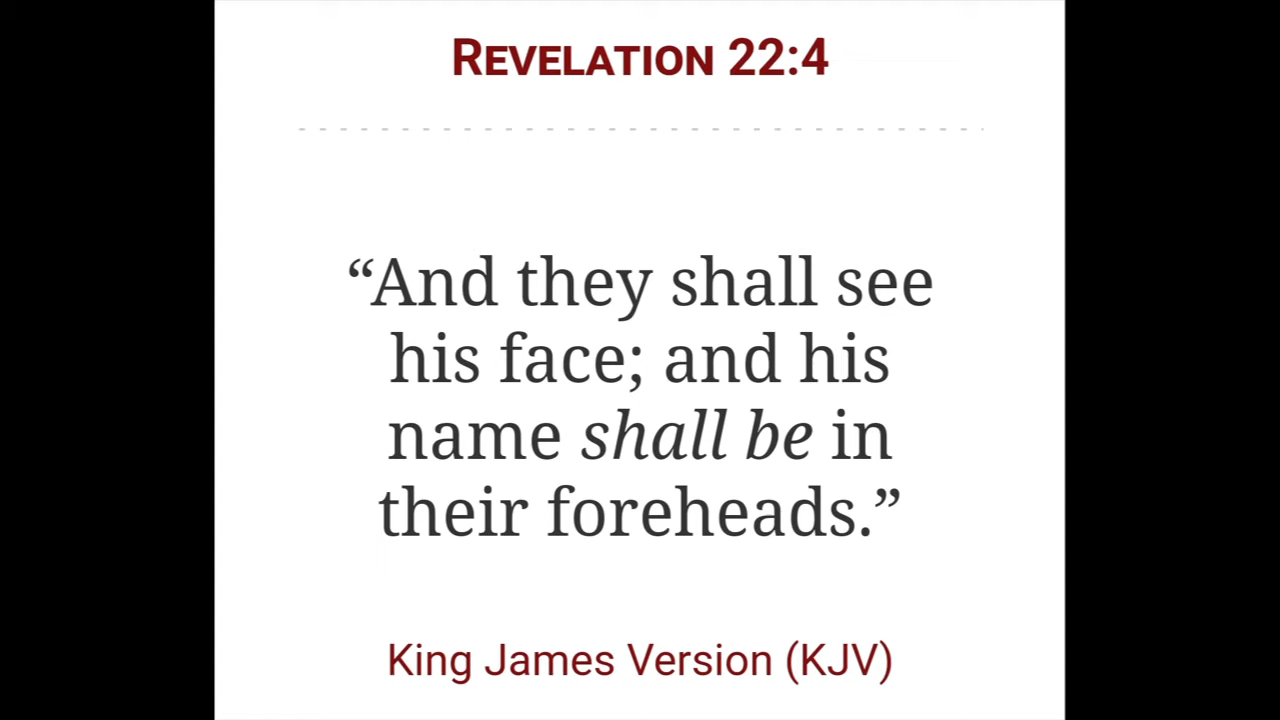 REVELATION 22:4
“And they shall see
his face; and his
name shall be in
their foreheads.”
King James Version (KJV)